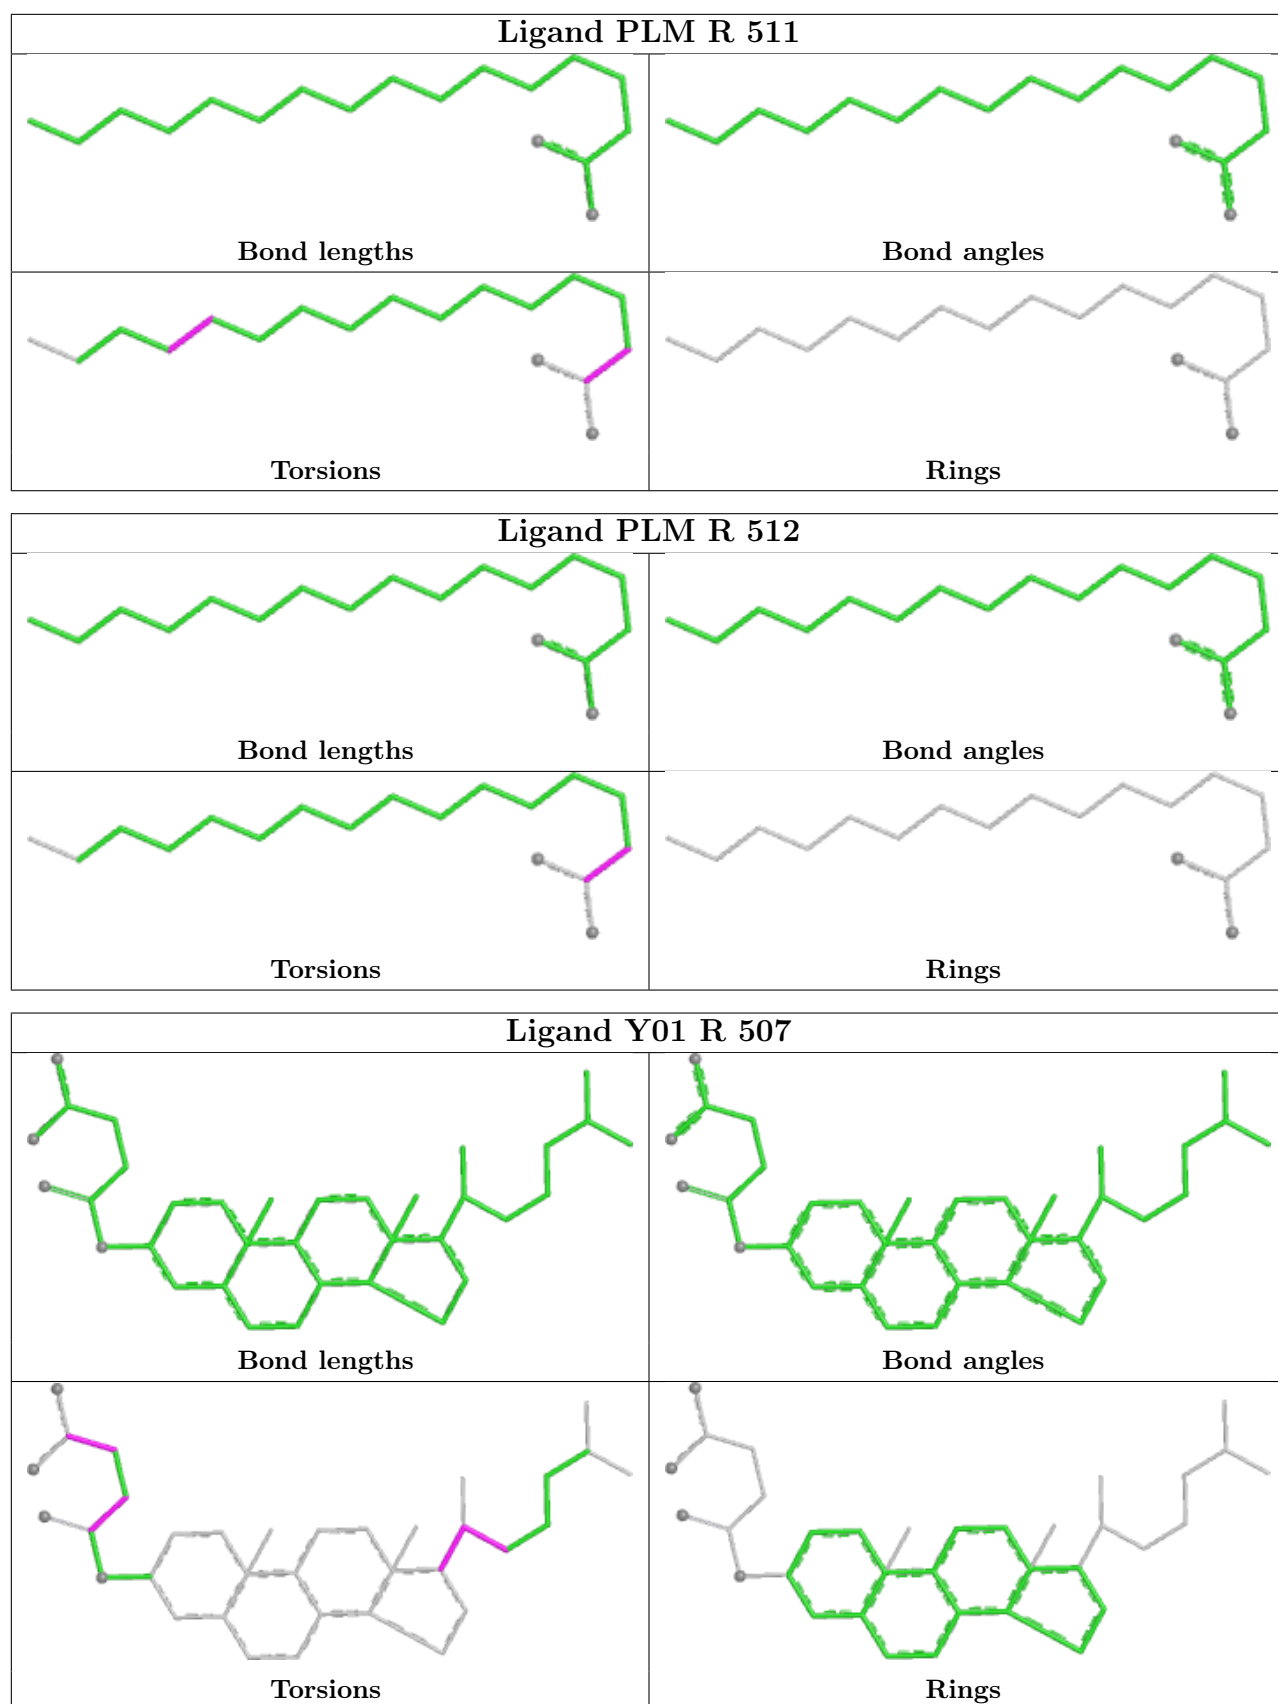 Ligand PLM R 511
Bond lengths
Bond angles
Torsions
Rings
Ligand PLM R 512
Bond lengths
Bond angles
Torsions
Rings
Ligand Y01 R 507
Bond lengths
Bond angles
Torsions
Rings